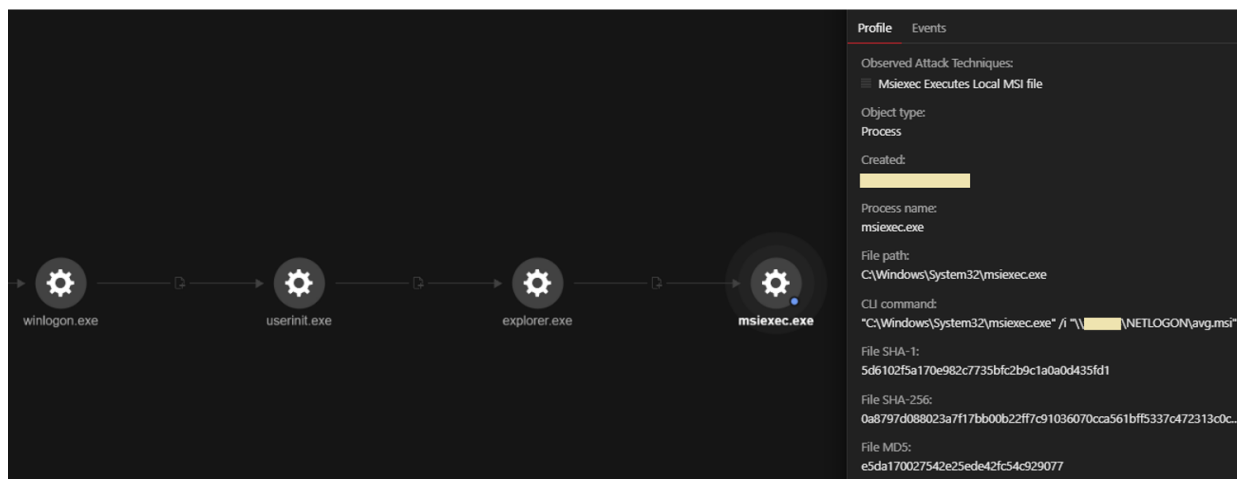 Profile Events
Observed Attack Techniques:
Msiexec Executes Local MSI file
Object type:
Process
Created:
Process name:
msiexec.exe
File path:
C:\Windows\System32\msiexec.exe
CLI command:
"C:\Windows\System32\msiexec.exe" /i "\\ \NETLOGON\avg.msi"
File SHA-1:
5d6102f5a170e982c7735bfc2b9c1a0a0d435fd1
File SHA-256:
0a8797d088023a7f17bb00b22ff7c91036070cca561bff5337c472313c0c...
File MD5:
e5da170027542e25ede42fc54c929077
winlogon.exe userinit.exe explorer.exe msiexec.exe